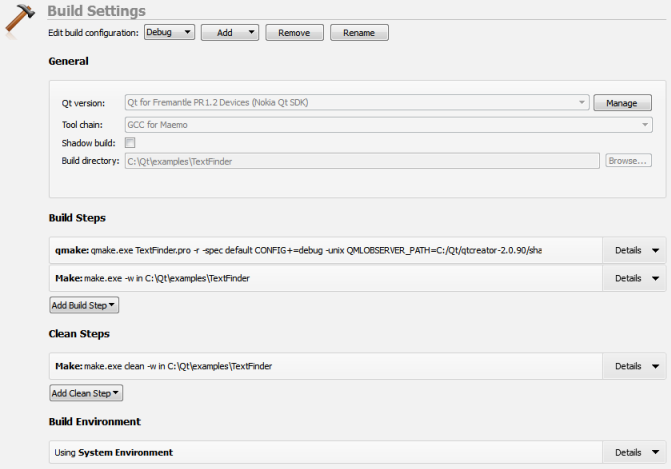 Build Settings
Edit build configuration: Debug Add Remove Rename
General
Qt version: Qt for Fremantle PR1.2 Devices (Nokia Qt SDK) Manage
Tool chain: GCC for Maemo
Shadow build:
Build directory: C:\Qt\examples\TextFinder Browse...
Build Steps
qmake: qmake.exe TextFinder.pro -r -spec default CONFIG+=debug -unix QMLOBSERVER_PATH=C:/Qt/qtcreator-2.0.90/sha Details
Make: make.exe -w in C:\Qt\examples\TextFinder Details
Add Build Step
Clean Steps
Make: make.exe clean -w in C:\Qt\examples\TextFinder Details
Add Clean Step
Build Environment
Using System Environment Details